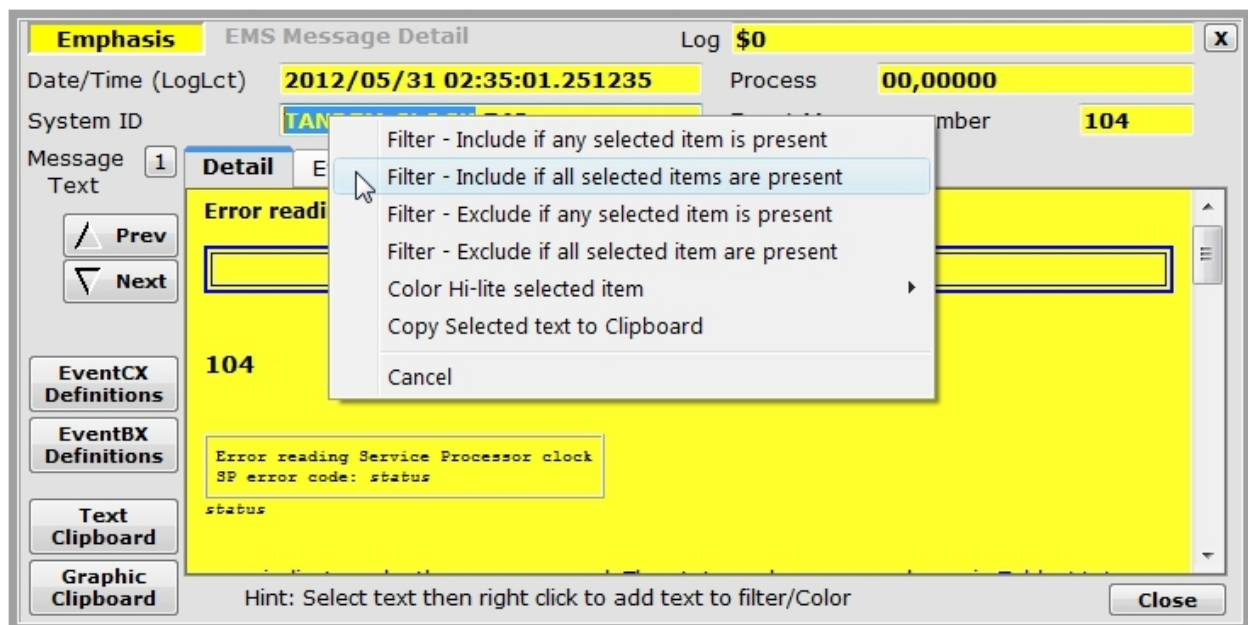 Emphasis EMS Message Detail Log $0 X
Date/Time (LogLct) 2012/05/31 02:35:01.251235 Process 00,00000
System ID mber 104
Message Text 1
Detail
Filter - Include if any selected item is present
Filter - Include if all selected items are present
Filter - Exclude if any selected item is present
Filter - Exclude if all selected item are present
Color Hi-lite selected item
Copy Selected text to Clipboard
Cancel
Error readi
Prev
Next
104
EventCX Definitions
EventBX Definitions
Error reading Service Processor clock
SP error code: status
status
Text Clipboard
Graphic Clipboard
Hint: Select text then right click to add text to filter/Color
Close